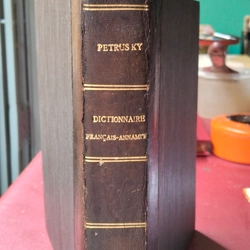 PETRUS KY
DICTIONNAIRE
FRANÇAIS-ANNAMITE